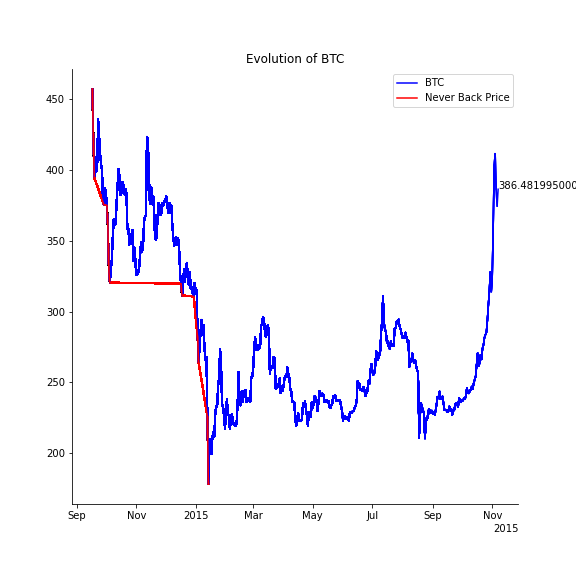 Evolution of BTC
BTC
Never Back Price
450
400
350
300
250
200
386.481995000
Sep
Nov
2015
Mar
May
Jul
Sep
Nov
2015